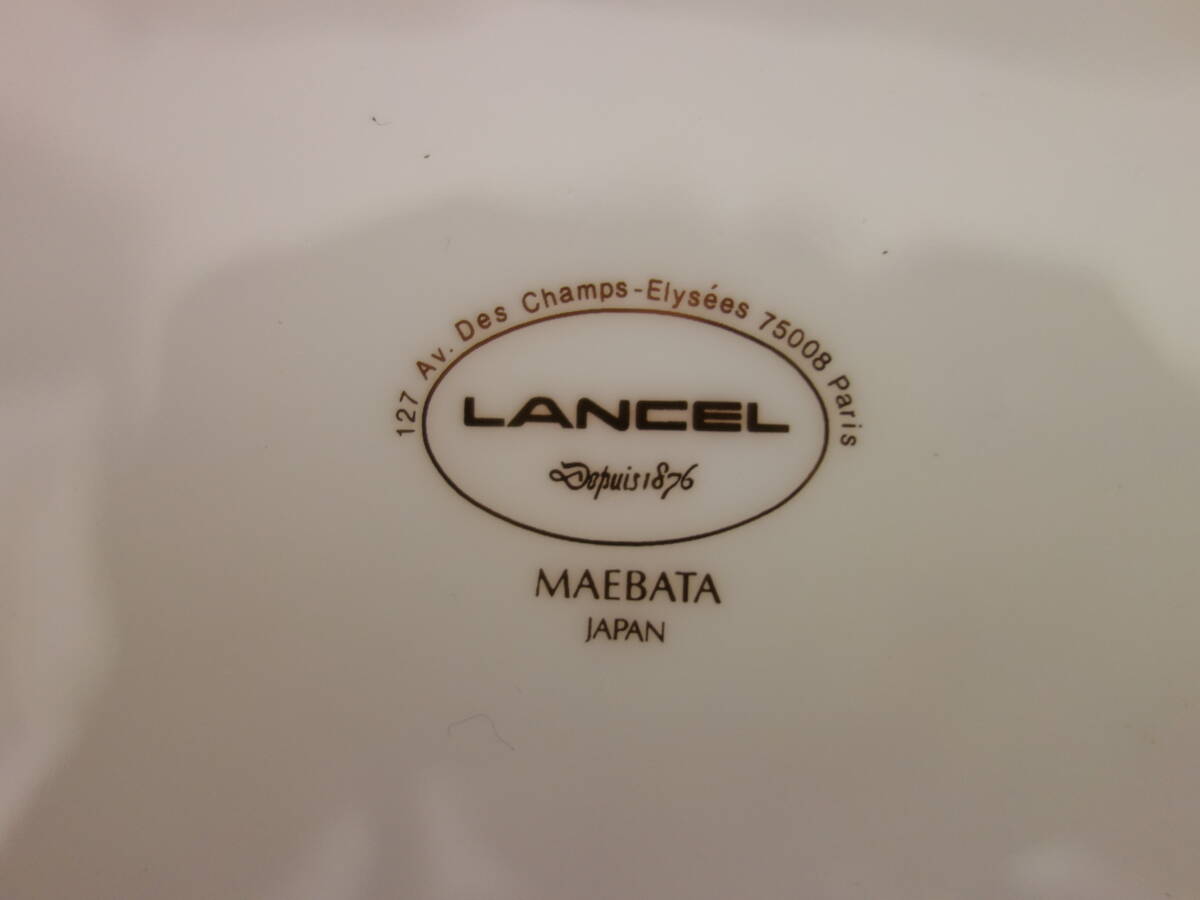 127 Av. Des Champs-Elysées 75008 Paris
LANCEL
Depuis 1876
MAEBATA
JAPAN